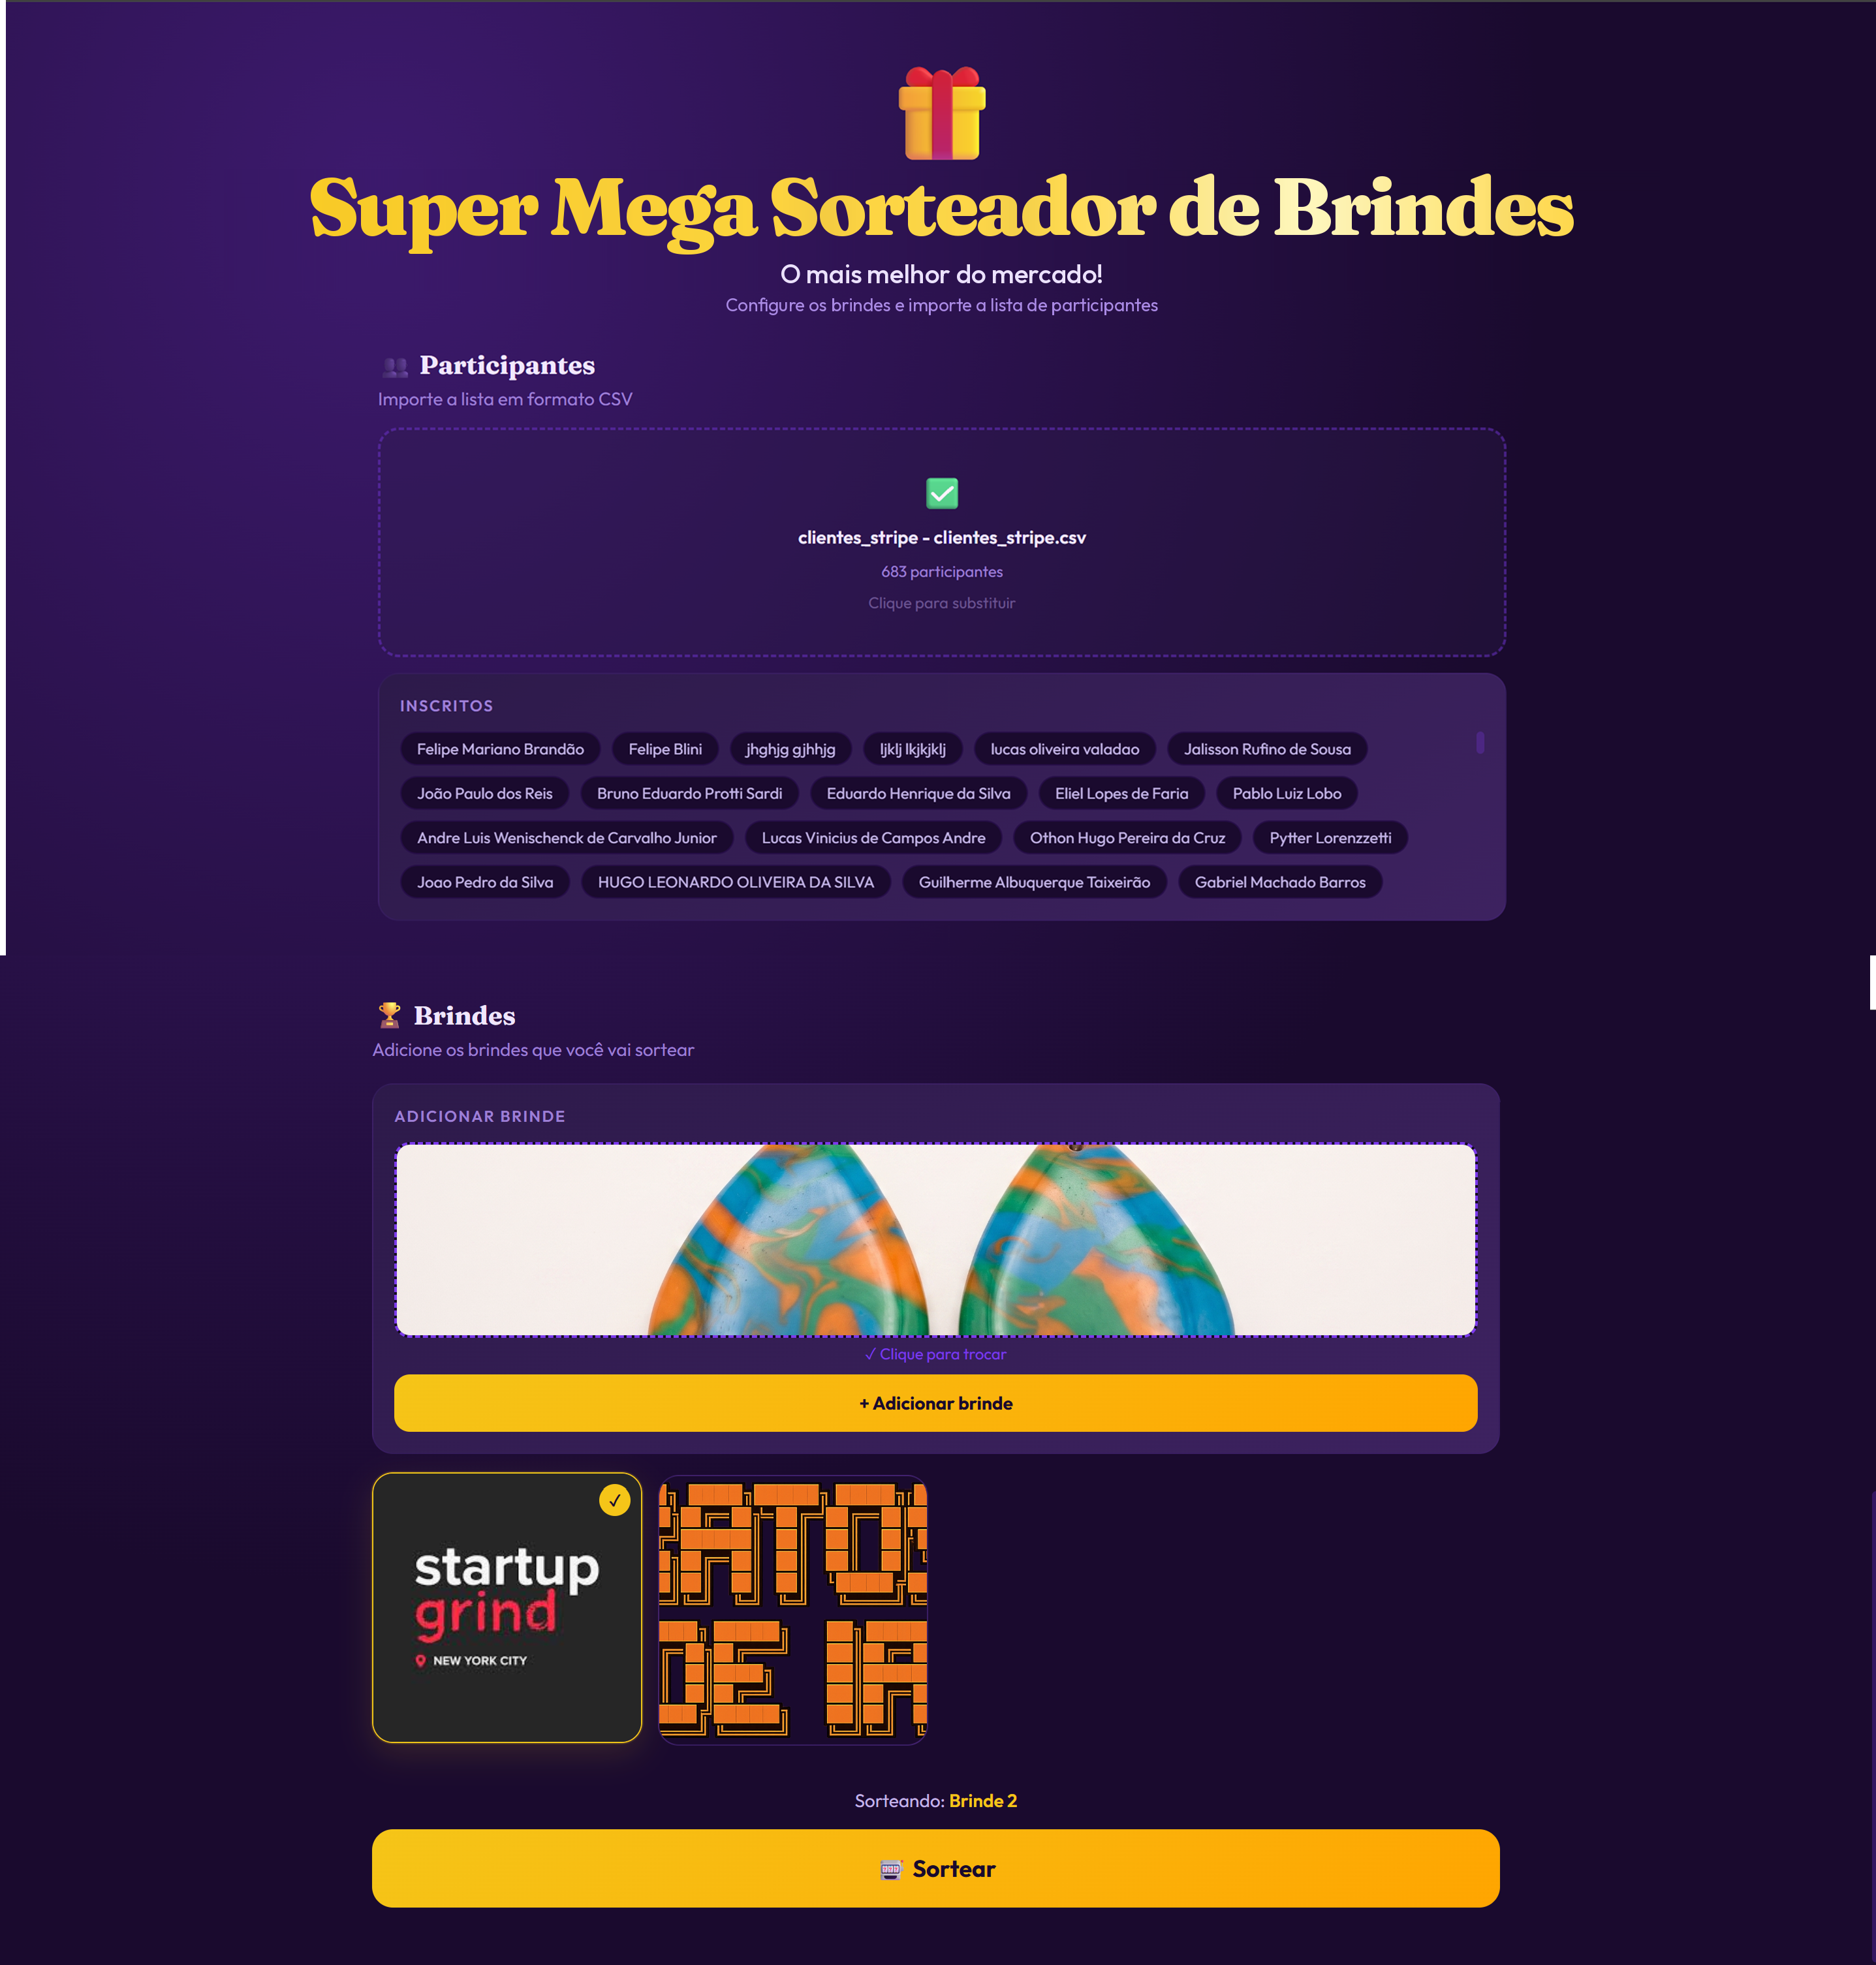 Super Mega Sorteador de Brindes
O mais melhor do mercado!
Configure os brindes e importe a lista de participantes
Participantes
Importe a lista em formato CSV
clientes_stripe - clientes_stripe.csv
683 participantes
Clique para substituir
INSCRITOS
Felipe Mariano Brandão Felipe Blini jhghjg gjhhjg ljklj lkjkjklj lucas oliveira valadao Jalisson Rufino de Sousa
João Paulo dos Reis Bruno Eduardo Protti Sardi Eduardo Henrique da Silva Eliel Lopes de Faria Pablo Luiz Lobo
Andre Luis Wenischenck de Carvalho Junior Lucas Vinicius de Campos Andre Othon Hugo Pereira da Cruz Pytter Lorenzzetti
Joao Pedro da Silva HUGO LEONARDO OLIVEIRA DA SILVA Guilherme Albuquerque Taixeirão Gabriel Machado Barros
Brindes
Adicione os brindes que você vai sortear
ADICIONAR BRINDE
✓ Clique para trocar
+ Adicionar brinde
startup
grind
NEW YORK CITY
ATO
DE IA
Sorteando: Brinde 2
Sortear